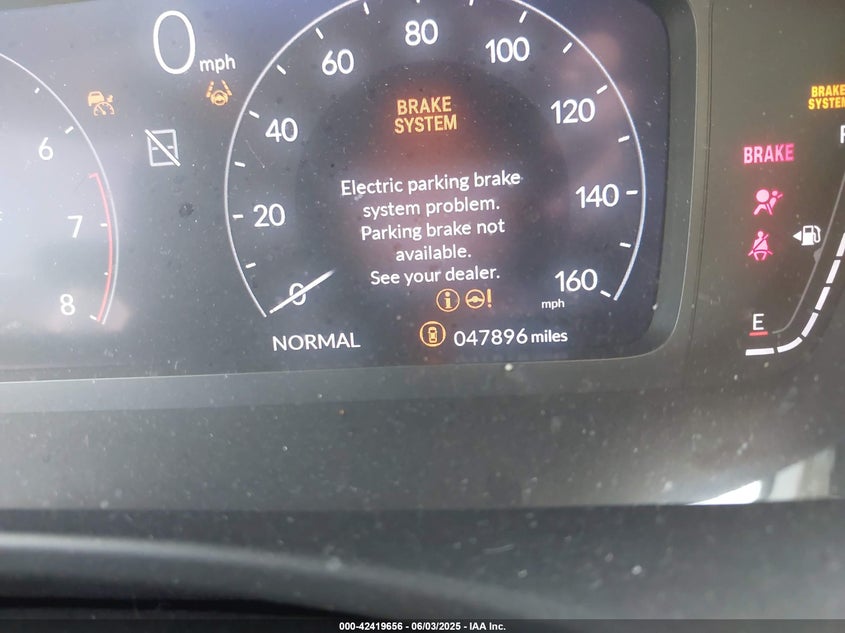 0 mph
6
7
8
20
40
60
80
100
120
140
160
0
mph
BRAKE
SYSTEM
Electric parking brake
system problem.
Parking brake not
available.
See your dealer.
NORMAL
047896 miles
BRAKE
SYSTEM
BRAKE
E
000-42419656 - 06/03/2025 - IAA Inc.